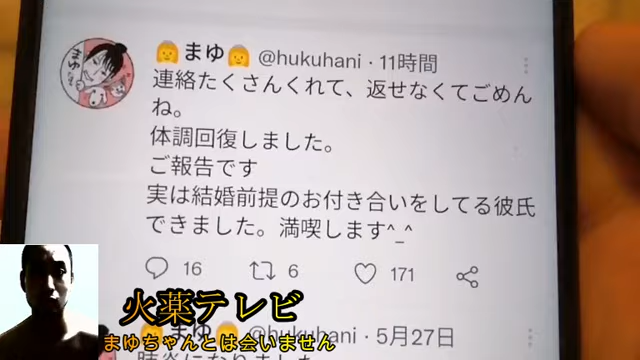 まゆ @hukuhani · 11時間
連絡たくさんくれて、返せなくてごめん
ね。
体調回復しました。
ご報告です
実は結婚前提のお付き合いをしてる彼氏
できました。満喫します^_^
16 6 171
まゆ @hukuhani · 5月27日
火薬テレビ
まゆちゃんとは会いません